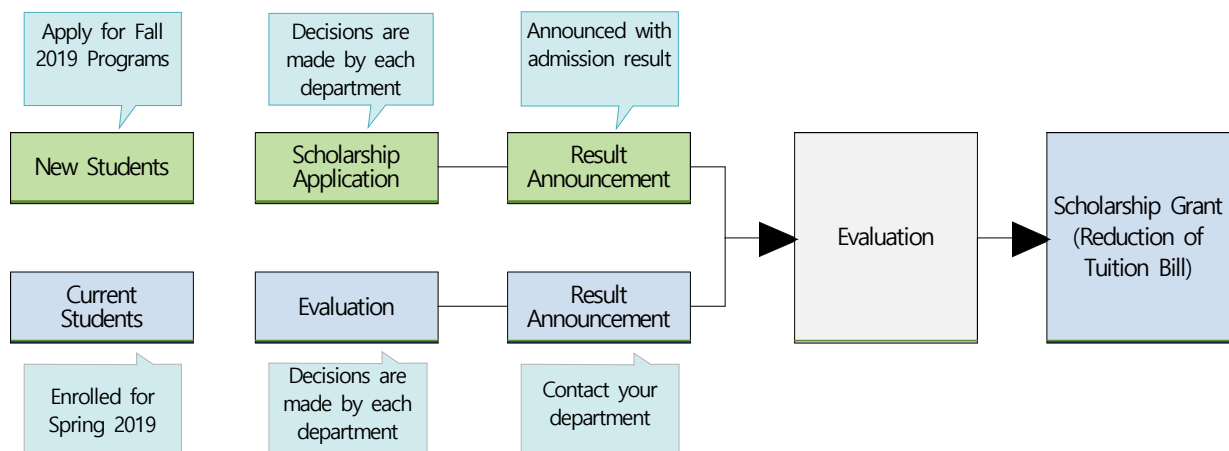 Apply for Fall
2019 Programs
Decisions are
made by each
department
Announced with
admission result
New Students
Scholarship
Application
Result
Announcement
Evaluation
Scholarship Grant
(Reduction of
Tuition Bill)
Current
Students
Evaluation
Result
Announcement
Enrolled for
Spring 2019
Decisions are
made by each
department
Contact your
department